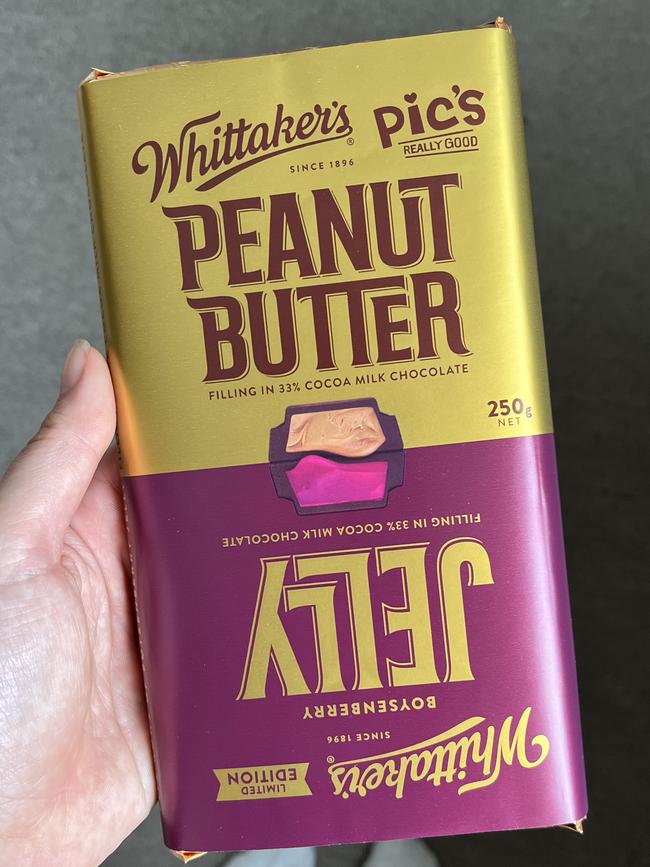 Whittaker's®
SINCE 1896
Pic's
REALLY GOOD
PEANUT
BUTTER
FILLING IN 33% COCOA MILK CHOCOLATE
250g
NET
Whittaker's®
SINCE 1896
LIMITED
EDITION
BOYSENBERRY
JELLY
FILLING IN 33% COCOA MILK CHOCOLATE